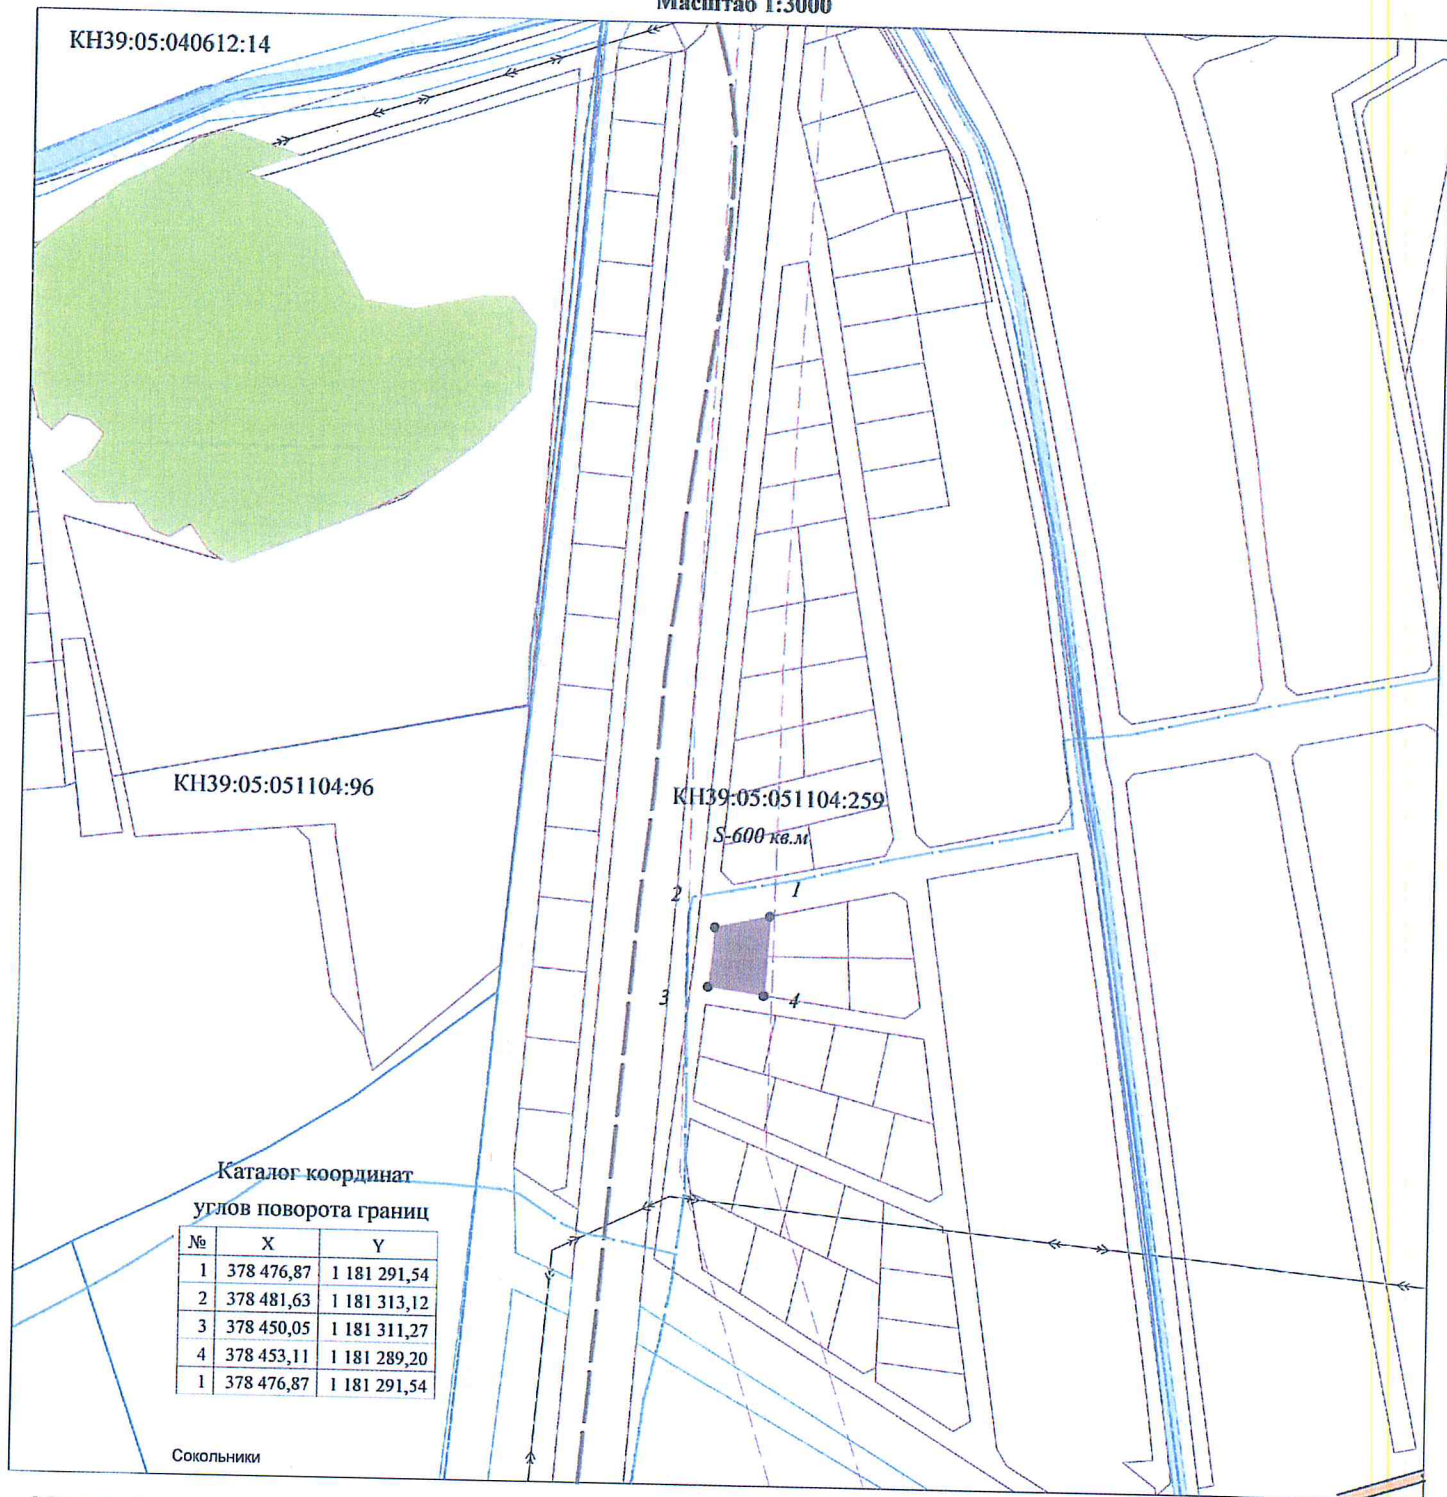 Масштаб 1:3000
КН39:05:040612:14
КН39:05:051104:96
КН39:05:051104:259
S-600 кв.м
2
1
3
4
Каталог координат
углов поворота границ
№ X Y
1 378 476,87 1 181 291,54
2 378 481,63 1 181 313,12
3 378 450,05 1 181 311,27
4 378 453,11 1 181 289,20
1 378 476,87 1 181 291,54
Сокольники